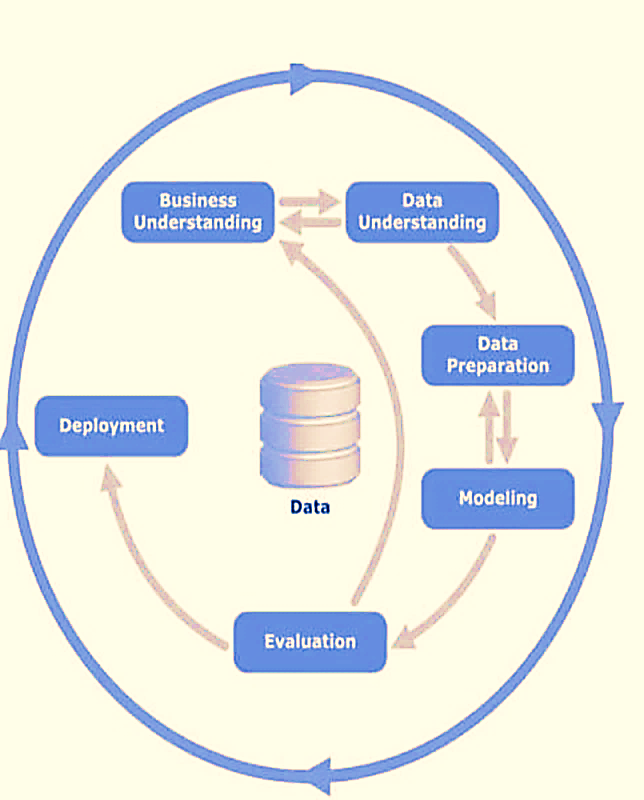 Business
Understanding
Data
Understanding
Data
Preparation
Deployment
Modeling
Data
Evaluation